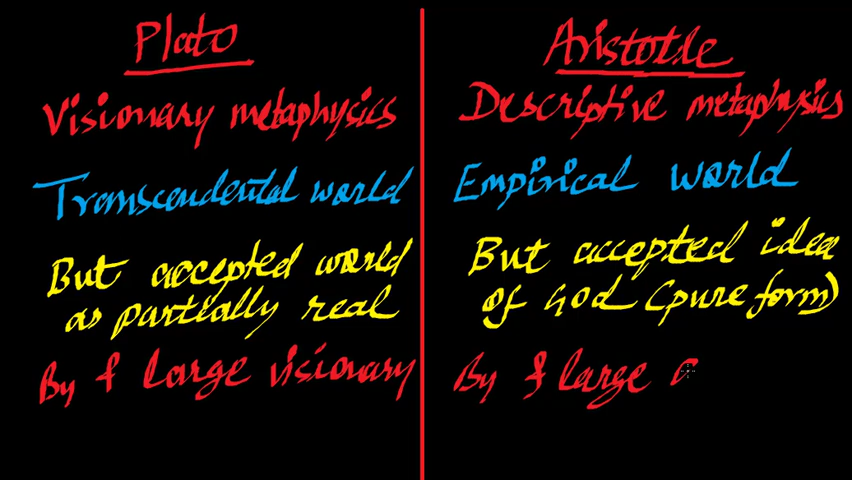 Plato
Visionary metaphysics
Transcendental world
But accepted world
as partially real
By & large visionary
Aristotle
Descriptive metaphysics
Empirical world
But accepted idea
of God (pure form)
By & large